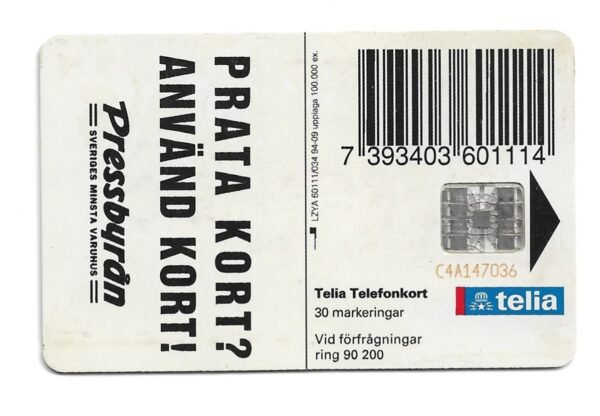 PRATA KORT?
ANVÄND KORT!
Pressbyrån
SVERIGES MINSTA VARUHUS
LZYA 60111/034 94-09 upplaga 100.000 ex.
7 393403 601114
C4A147036
Telia Telefonkort
30 markeringar
telia
Vid förfrågningar
ring 90 200